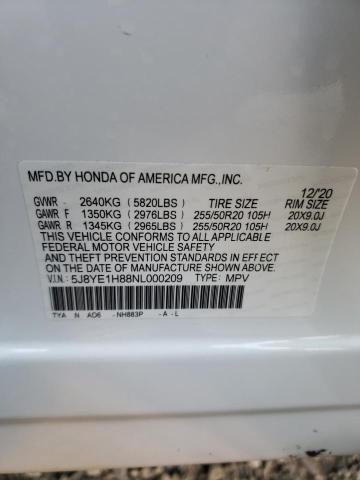 MFD.BY HONDA OF AMERICA MFG.,INC. 12/'20
GVWR - 2640KG (5820LBS) TIRE SIZE RIM SIZE
GAWR F 1350KG (2976LBS) 255/50R20 105H 20X9.0J
GAWR R 1345KG (2965LBS) 255/50R20 105H 20X9.0J
THIS VEHICLE CONFORMS TO ALL APPLICABLE
FEDERAL MOTOR VEHICLE SAFETY
AND THEFT PREVENTION STANDARDS IN EFFECT
ON THE DATE OF MANUFACTURE SHOWN ABOVE.
V.I.N.: 5J8YE1H88NL000209 TYPE: MPV
TYA N AD6 -NH883P -A -L